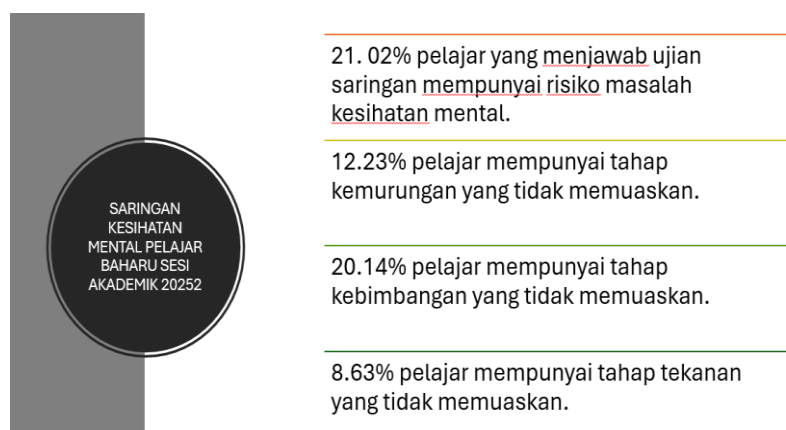 SARINGAN
KESIHATAN
MENTAL PELAJAR
BAHARU SESI
AKADEMIK 20252
21. 02% pelajar yang menjawab ujian
saringan mempunyai risiko masalah
kesihatan mental.
12.23% pelajar mempunyai tahap
kemurungan yang tidak memuaskan.
20.14% pelajar mempunyai tahap
kebimbangan yang tidak memuaskan.
8.63% pelajar mempunyai tahap tekanan
yang tidak memuaskan.